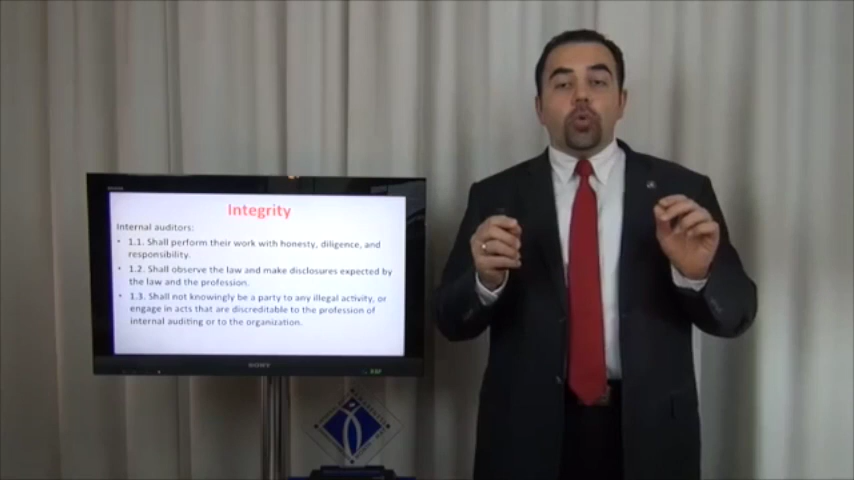 Integrity
Internal auditors:
• 1.1. Shall perform their work with honesty, diligence, and
responsibility.
• 1.2. Shall observe the law and make disclosures expected by
the law and the profession.
• 1.3. Shall not knowingly be a party to any illegal activity, or
engage in acts that are discreditable to the profession of
internal auditing or to the organization.
SONY